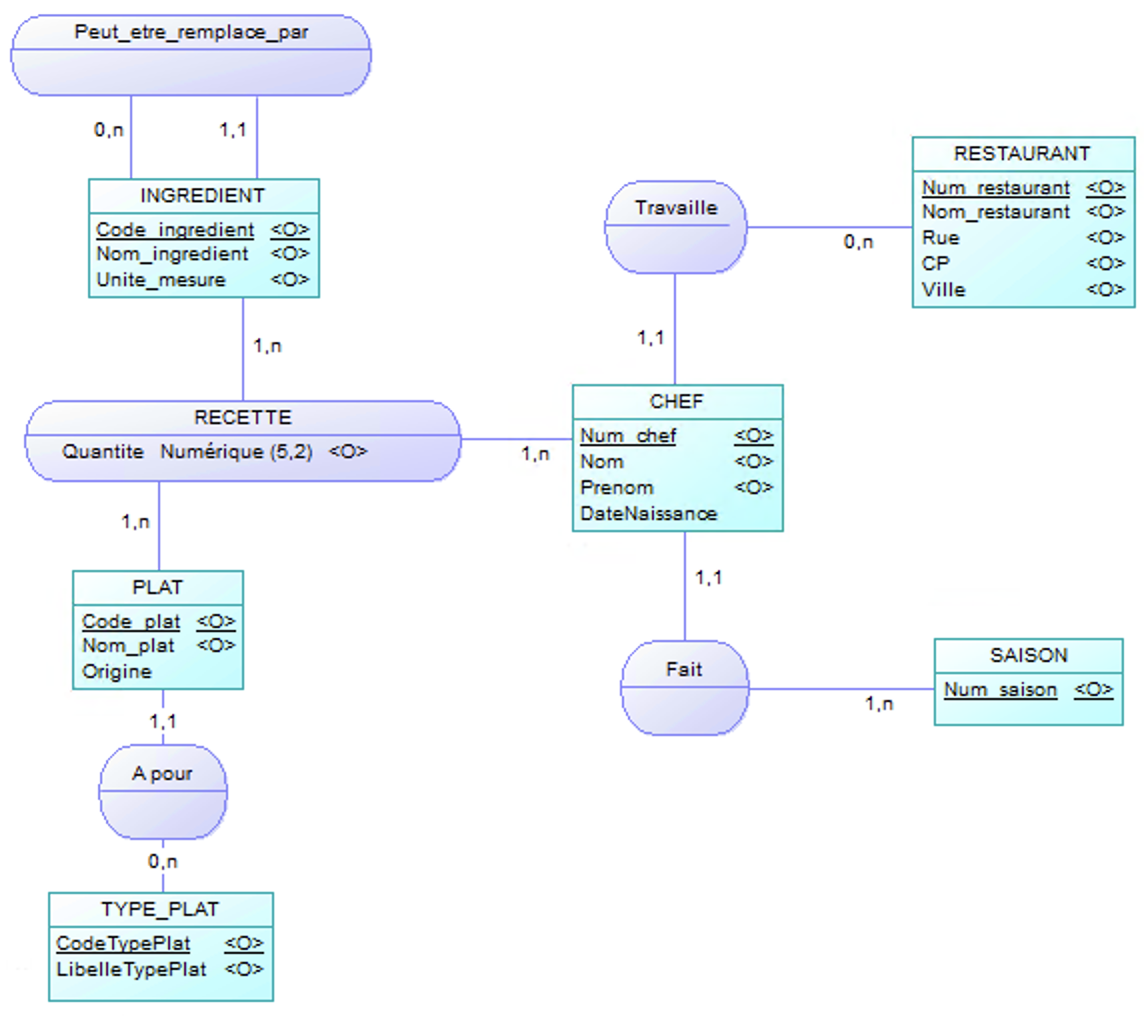 Peut_etre_remplace_par
0,n
1,1
INGREDIENT
Code_ingredient <O>
Nom_ingredient <O>
Unite_mesure <O>
1,n
RECETTE
Quantite Numérique (5,2) <O>
1,n
1,n
PLAT
Code_plat <O>
Nom_plat <O>
Origine
1,1
A pour
0,n
TYPE_PLAT
CodeTypePlat <O>
LibelleTypePlat <O>
Travaille
0,n
RESTAURANT
Num_restaurant <O>
Nom_restaurant <O>
Rue <O>
CP <O>
Ville <O>
1,1
CHEF
Num_chef <O>
Nom <O>
Prenom <O>
DateNaissance
1,1
Fait
1,n
SAISON
Num_saison <O>